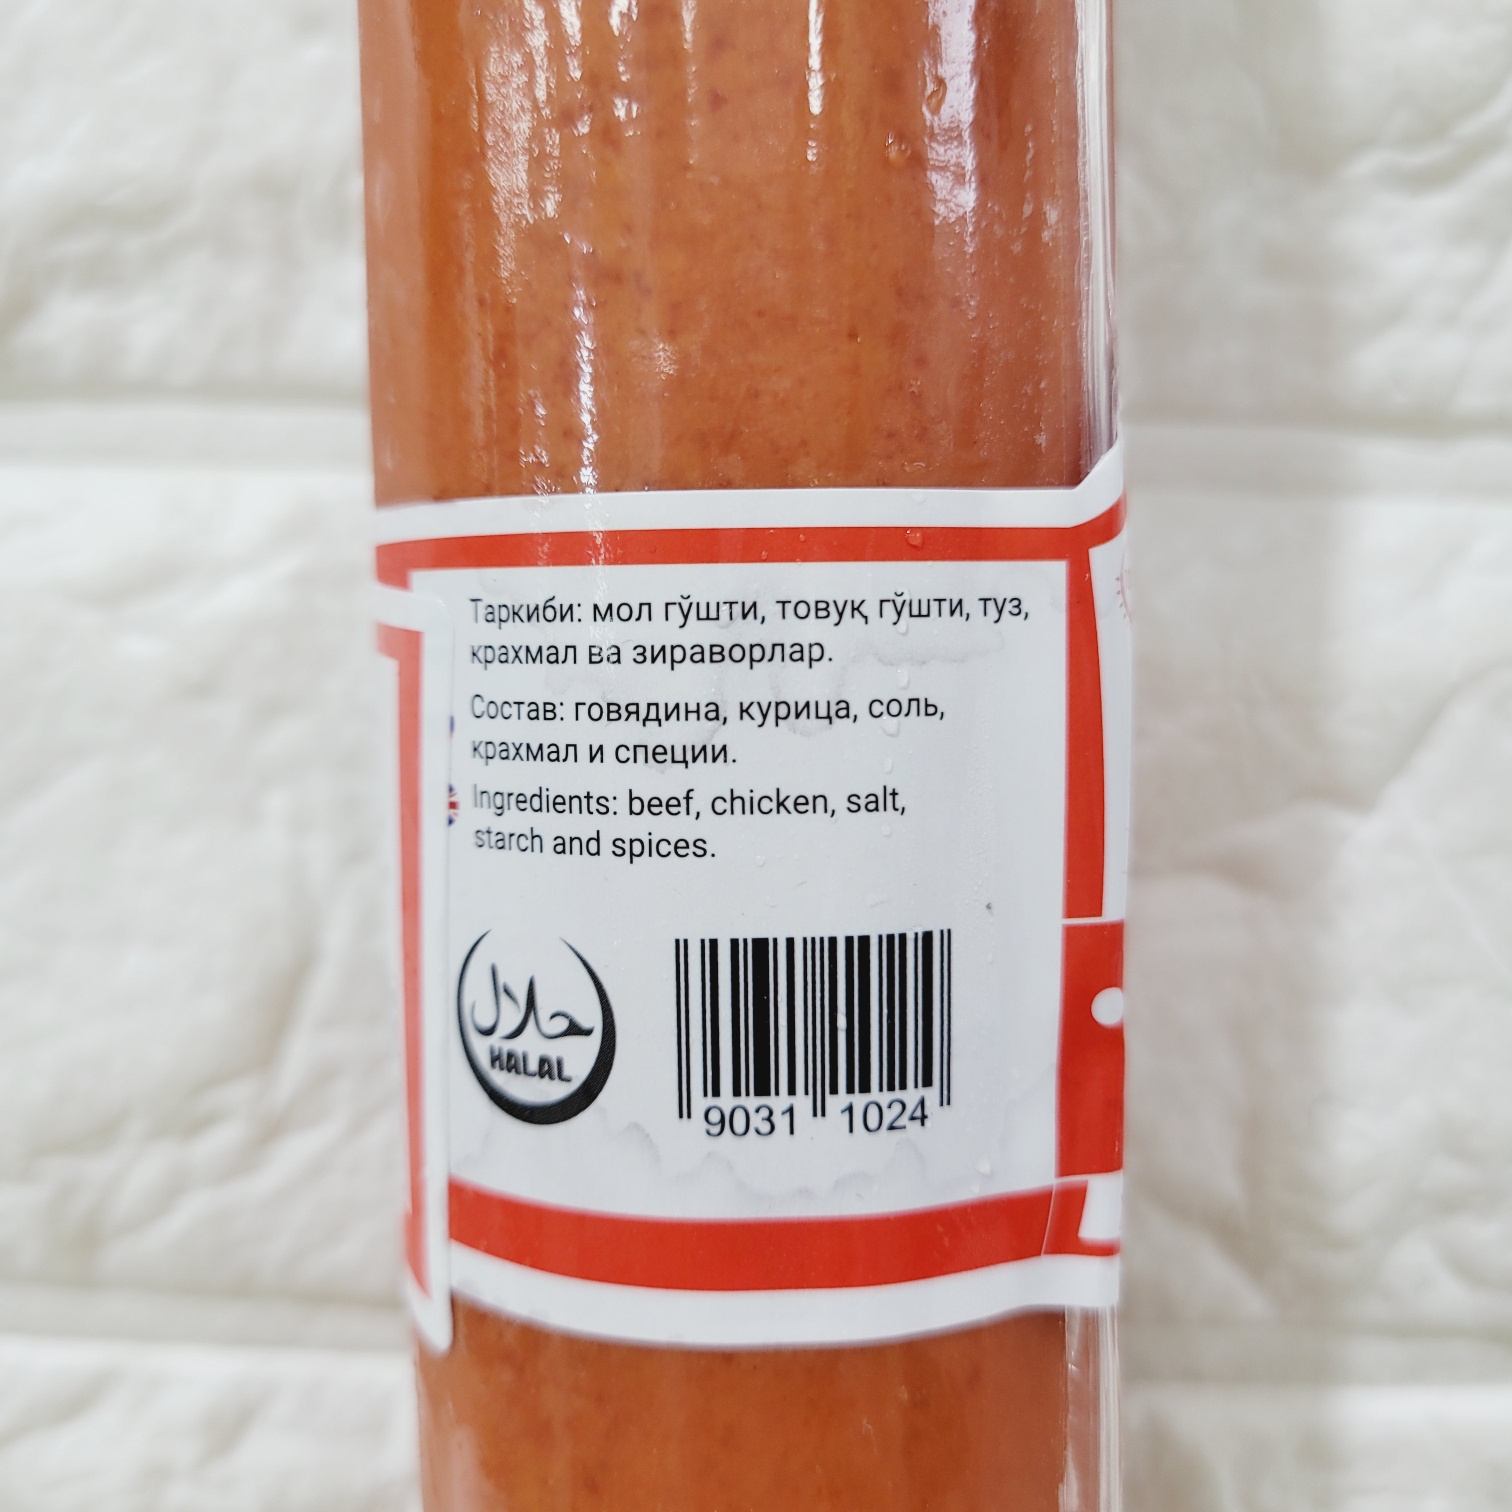 Таркиби: мол гўшти, товуқ гўшти, туз,
крахмал ва зираворлар.
Состав: говядина, курица, соль,
крахмал и специи.
Ingredients: beef, chicken, salt,
starch and spices.
حلال
HALAL
9031 1024